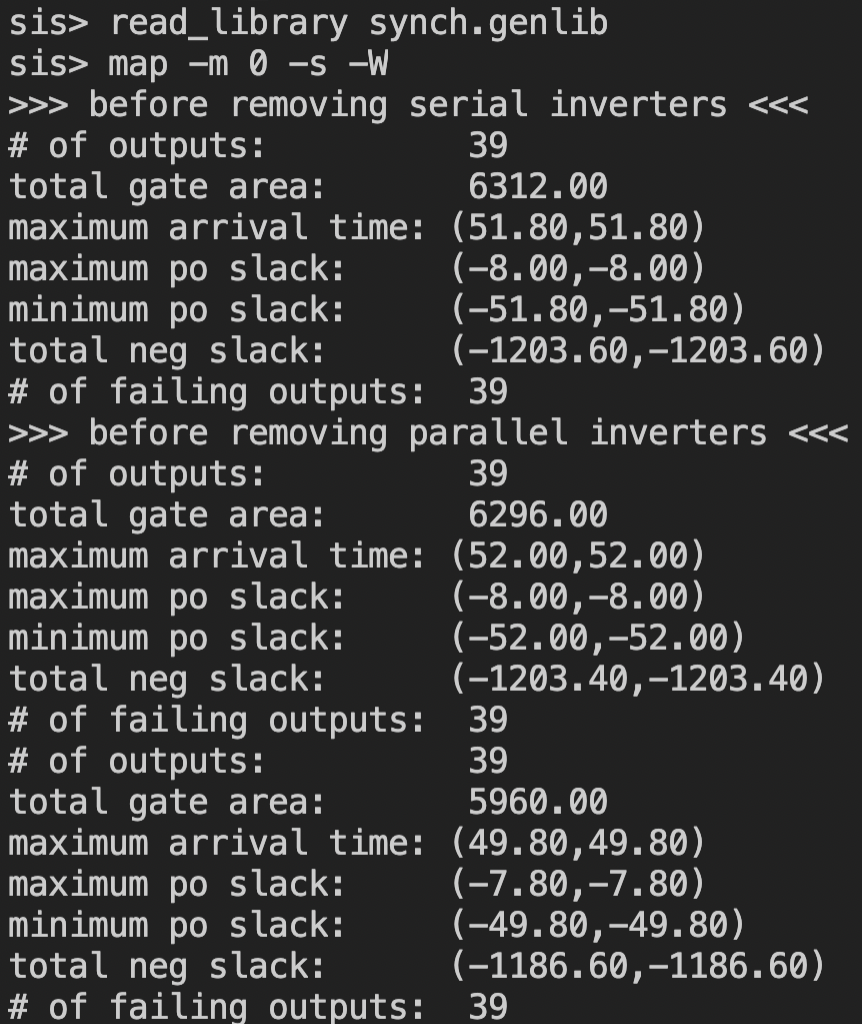 sis> read_library synch.genlib
sis> map -m 0 -s -W
>>> before removing serial inverters <<<
# of outputs:          39
total gate area:       6312.00
maximum arrival time: (51.80,51.80)
maximum po slack:     (-8.00,-8.00)
minimum po slack:     (-51.80,-51.80)
total neg slack:      (-1203.60,-1203.60)
# of failing outputs:  39
>>> before removing parallel inverters <<<
# of outputs:          39
total gate area:       6296.00
maximum arrival time: (52.00,52.00)
maximum po slack:     (-8.00,-8.00)
minimum po slack:     (-52.00,-52.00)
total neg slack:      (-1203.40,-1203.40)
# of failing outputs:  39
# of outputs:          39
total gate area:       5960.00
maximum arrival time: (49.80,49.80)
maximum po slack:     (-7.80,-7.80)
minimum po slack:     (-49.80,-49.80)
total neg slack:      (-1186.60,-1186.60)
# of failing outputs:  39